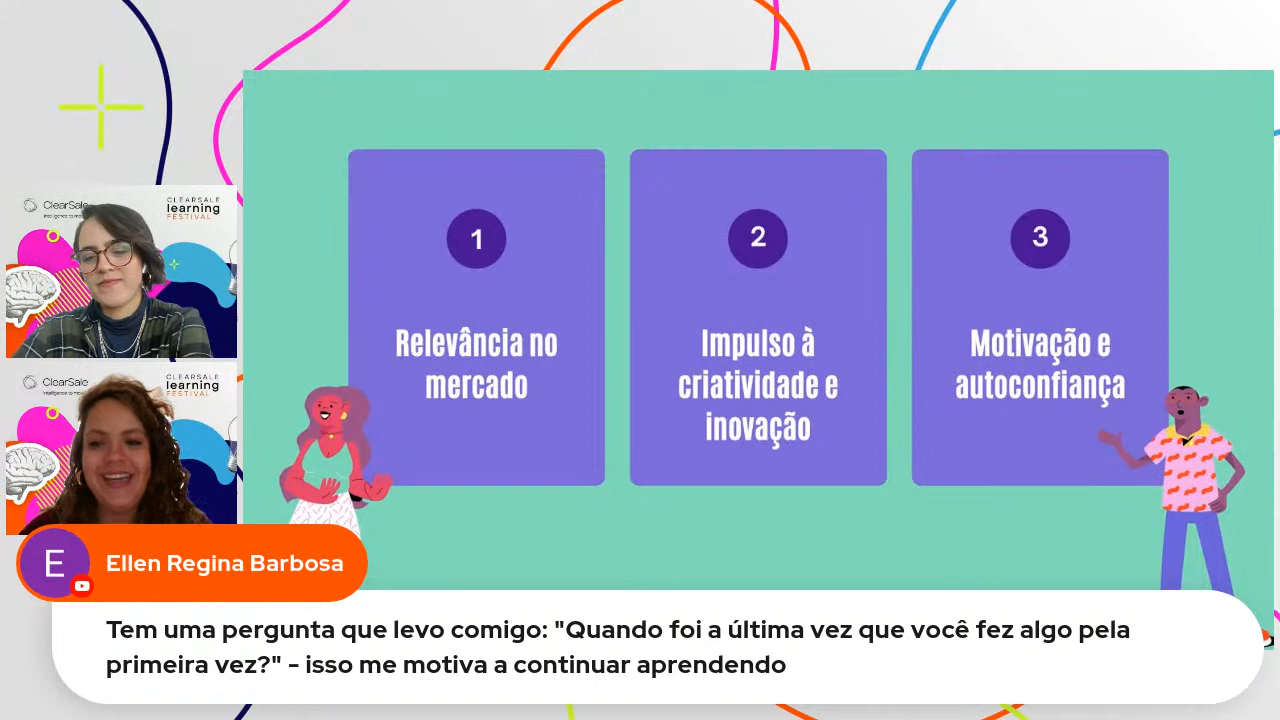 ClearSale
CLEARSALE
learning
FESTIVAL
ClearSale
CLEARSALE
learning
FESTIVAL
1
Relevância no
mercado
2
Impulso à
criatividade e
inovação
3
Motivação e
autoconfiança
E
Ellen Regina Barbosa
Tem uma pergunta que levo comigo: "Quando foi a última vez que você fez algo pela
primeira vez?" - isso me motiva a continuar aprendendo